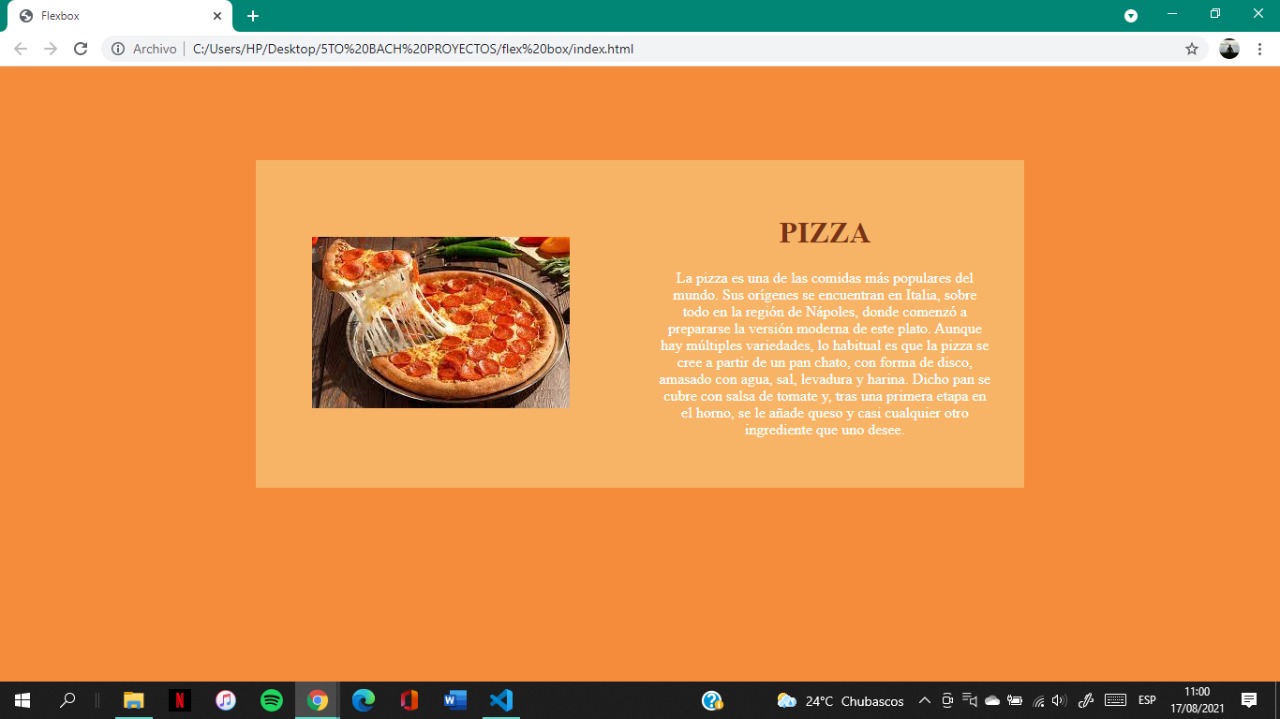 Flexbox
Archivo
C:/Users/HP/Desktop/5TO%20BACH%20PROYECTOS/flex%20box/index.html
PIZZA
La pizza es una de las comidas más populares del
mundo. Sus orígenes se encuentran en Italia, sobre
todo en la región de Nápoles, donde comenzó a
prepararse la versión moderna de este plato. Aunque
hay múltiples variedades, lo habitual es que la pizza se
cree a partir de un pan chato, con forma de disco,
amasado con agua, sal, levadura y harina. Dicho pan se
cubre con salsa de tomate y, tras una primera etapa en
el horno, se le añade queso y casi cualquier otro
ingrediente que uno desee.
24°C Chubascos
ESP
11:00
17/08/2021